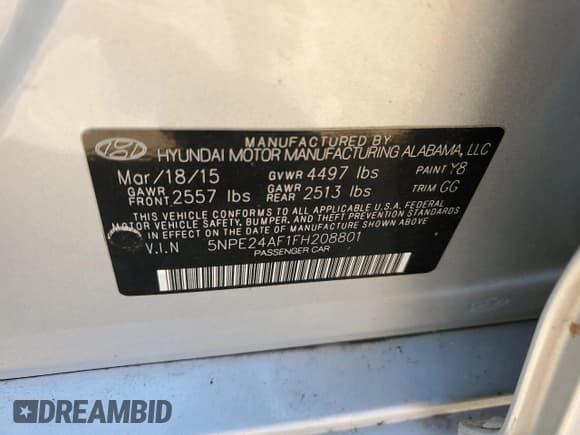 MANUFACTURED BY
HYUNDAI MOTOR MANUFACTURING ALABAMA, LLC
Mar/18/15 GVWR 4497 lbs PAINT Y8
GAWR FRONT 2557 lbs GAWR REAR 2513 lbs TRIM GG
THIS VEHICLE CONFORMS TO ALL APPLICABLE U.S.A. FEDERAL
MOTOR VEHICLE SAFETY, BUMPER, AND THEFT PREVENTION STANDARDS
IN EFFECT ON THE DATE OF MANUFACTURE SHOWN ABOVE
V.I.N 5NPE24AF1FH208801
PASSENGER CAR
DREAMBID